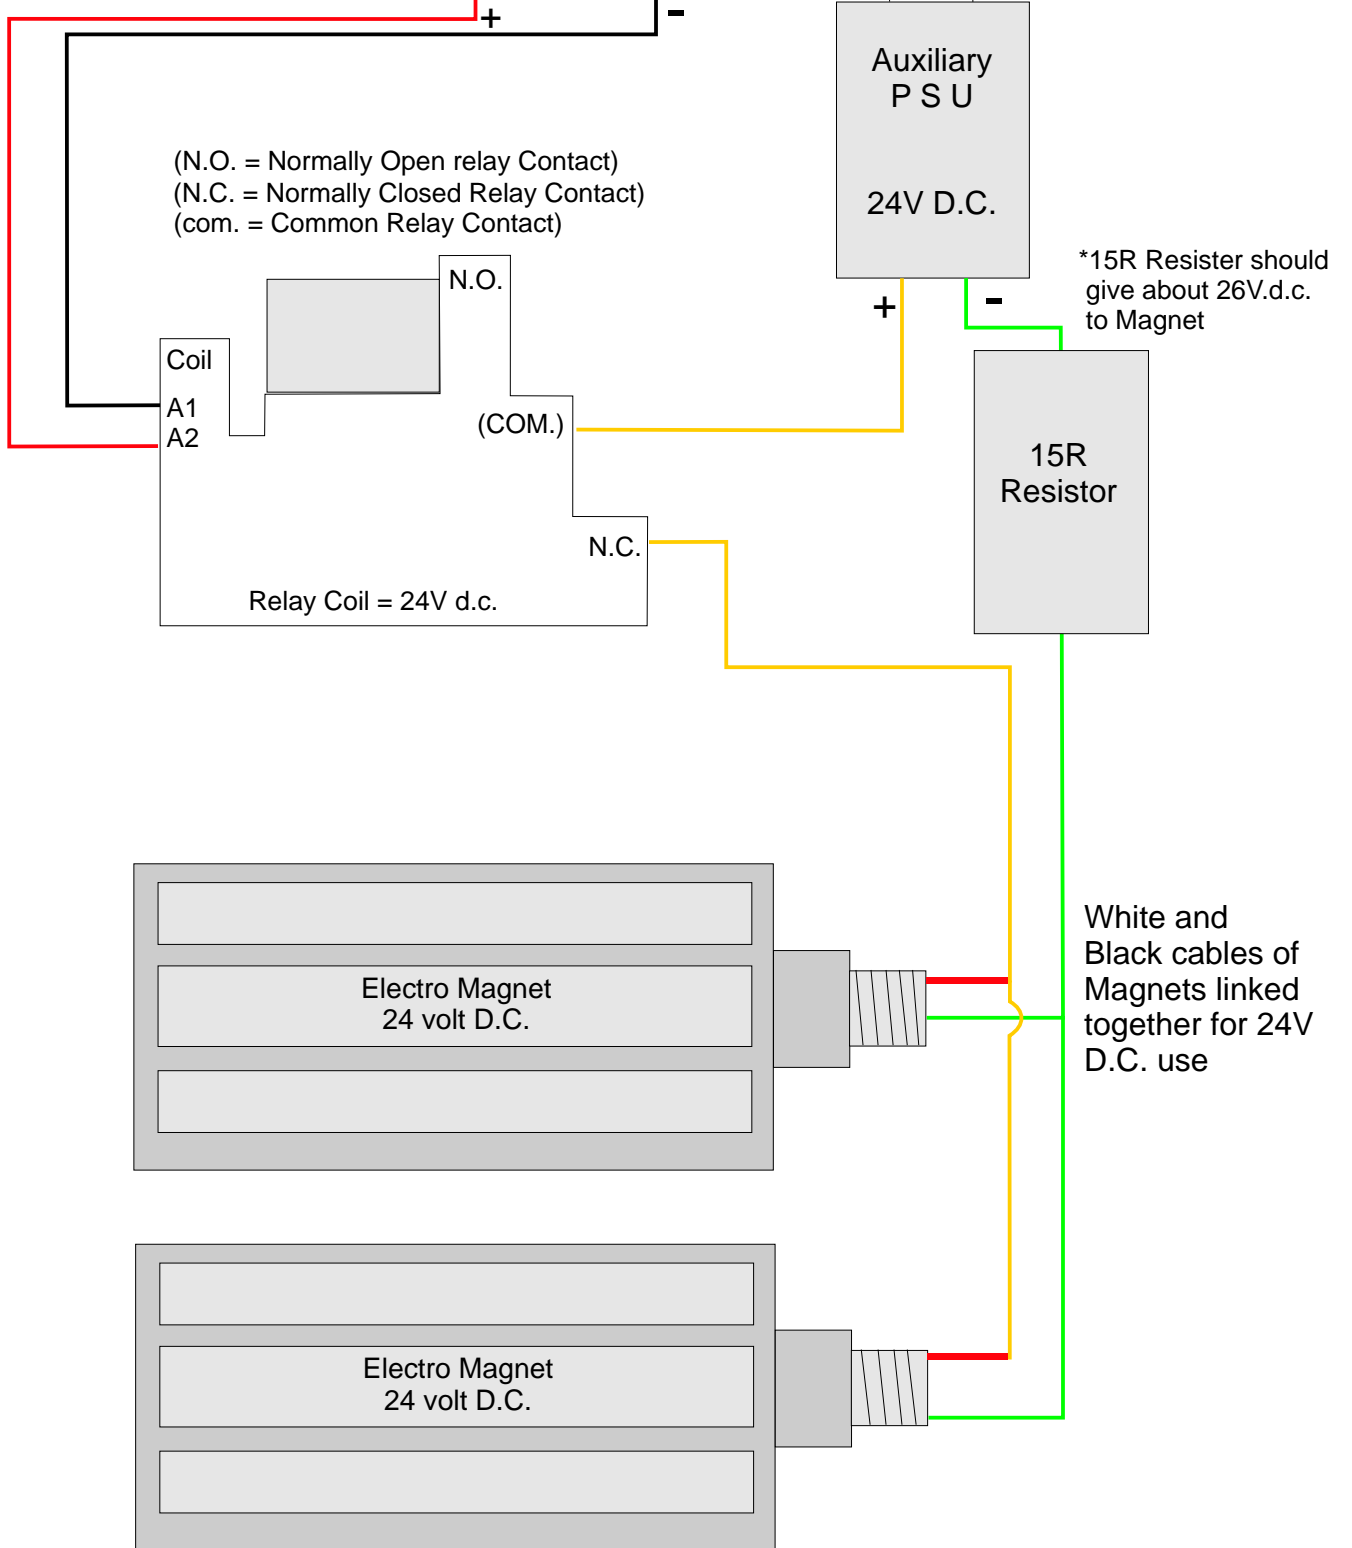 +
-
Auxiliary
P S U
24V D.C.
(N.O. = Normally Open relay Contact)
(N.C. = Normally Closed Relay Contact)
(com. = Common Relay Contact)
N.O.
+
-
*15R Resister should
give about 26V.d.c.
to Magnet
Coil
A1
A2
(COM.)
15R
Resistor
N.C.
Relay Coil = 24V d.c.
White and
Black cables of
Magnets linked
together for 24V
D.C. use
Electro Magnet
24 volt D.C.
Electro Magnet
24 volt D.C.